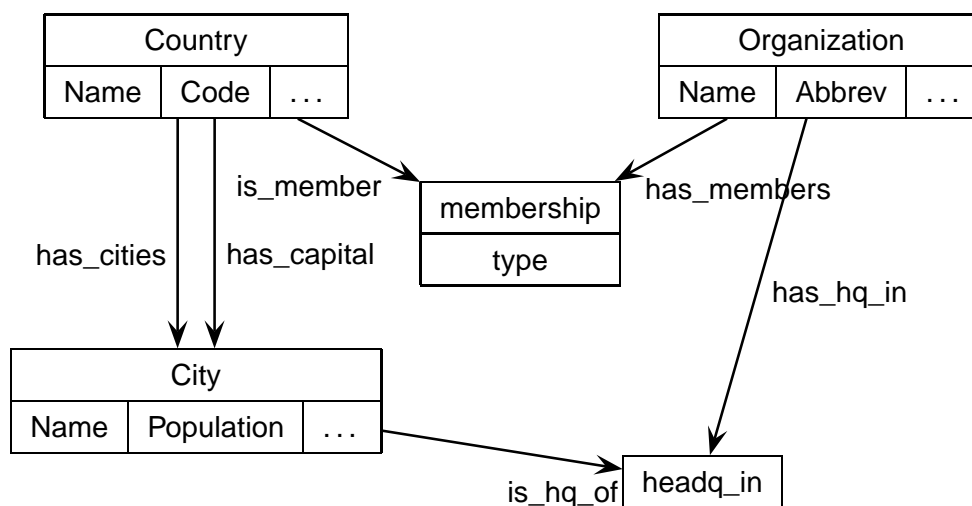 Country
Name Code ...
Organization
Name Abbrev ...
is_member
has_members
membership
type
has_cities
has_capital
has_hq_in
City
Name Population ...
is_hq_of
headq_in